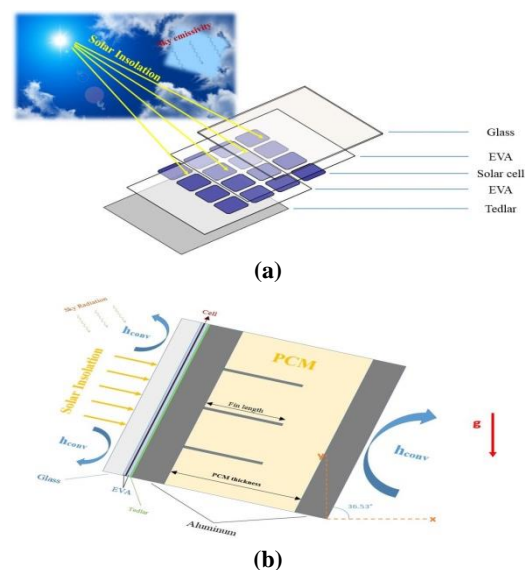 Solar Insolation
Sky emissivity
Glass
EVA
Solar cell
EVA
Tedlar
(a)
Sky Radiation
hconv
Cell
PCM
Solar Insolation
Fin length
hconv
g
hconv
Y
PCM thickness
Glass
EVA
Tedlar
Aluminum
X
(b)